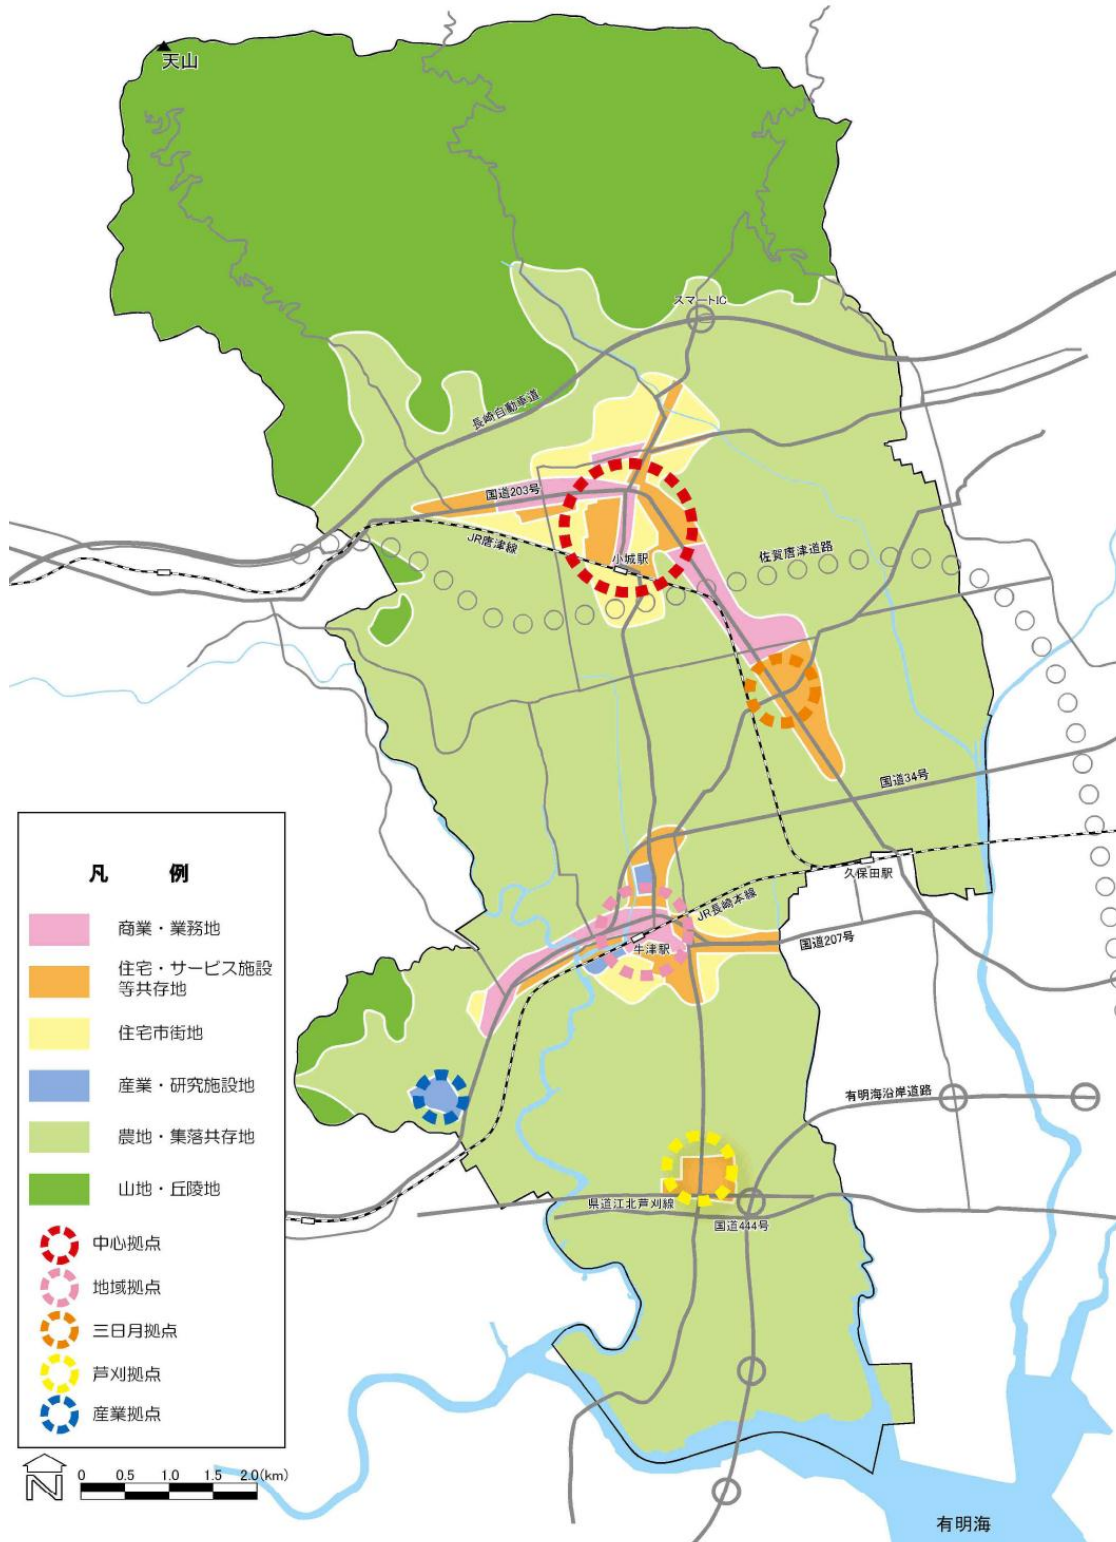 天山
スマートIC
長崎自動車道
国道203号
JR唐津線
小城駅
佐賀唐津道路
国道34号
久保田駅
JR長崎本線
牛津駅
国道207号
有明海沿岸道路
県道江北芦刈線
国道444号
有明海
凡 例
商業・業務地
住宅・サービス施設
等共存地
住宅市街地
産業・研究施設地
農地・集落共存地
山地・丘陵地
中心拠点
地域拠点
三日月拠点
芦刈拠点
産業拠点
N
0 0.5 1.0 1.5 2.0(km)